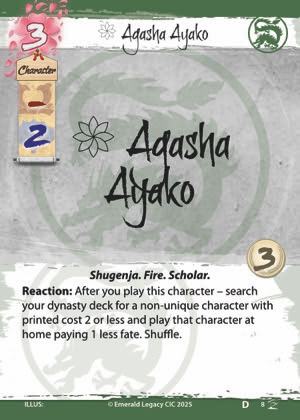 3
Agasha Ayako
Character
–
2
Agasha
Ayako
3
Shugenja. Fire. Scholar.
Reaction: After you play this character – search
your dynasty deck for a non-unique character with
printed cost 2 or less and play that character at
home paying 1 less fate. Shuffle.
ILLUS:
© Emerald Legacy CIC 2025
D
8